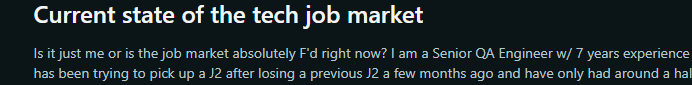 Current state of the tech job market
Is it just me or is the job market absolutely F'd right now? I am a Senior QA Engineer w/ 7 years experience
has been trying to pick up a J2 after losing a previous J2 a few months ago and have only had around a hal